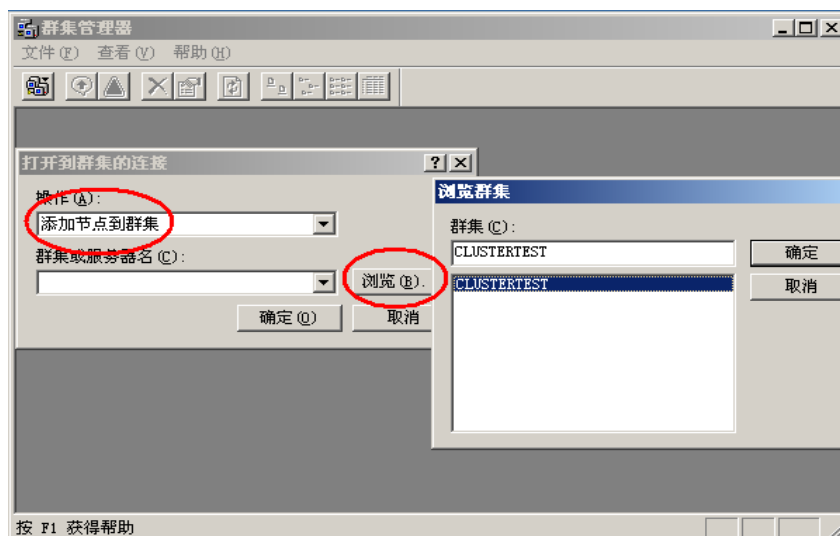 群集管理器
文件(F) 查看(V) 帮助(H)
打开到群集的连接
操作(A):
添加节点到群集
群集或服务器名(C):
浏览(B).
确定(O)
取消
浏览群集
群集(C):
CLUSTERTEST
确定
CLUSTERTEST
取消
按 F1 获得帮助